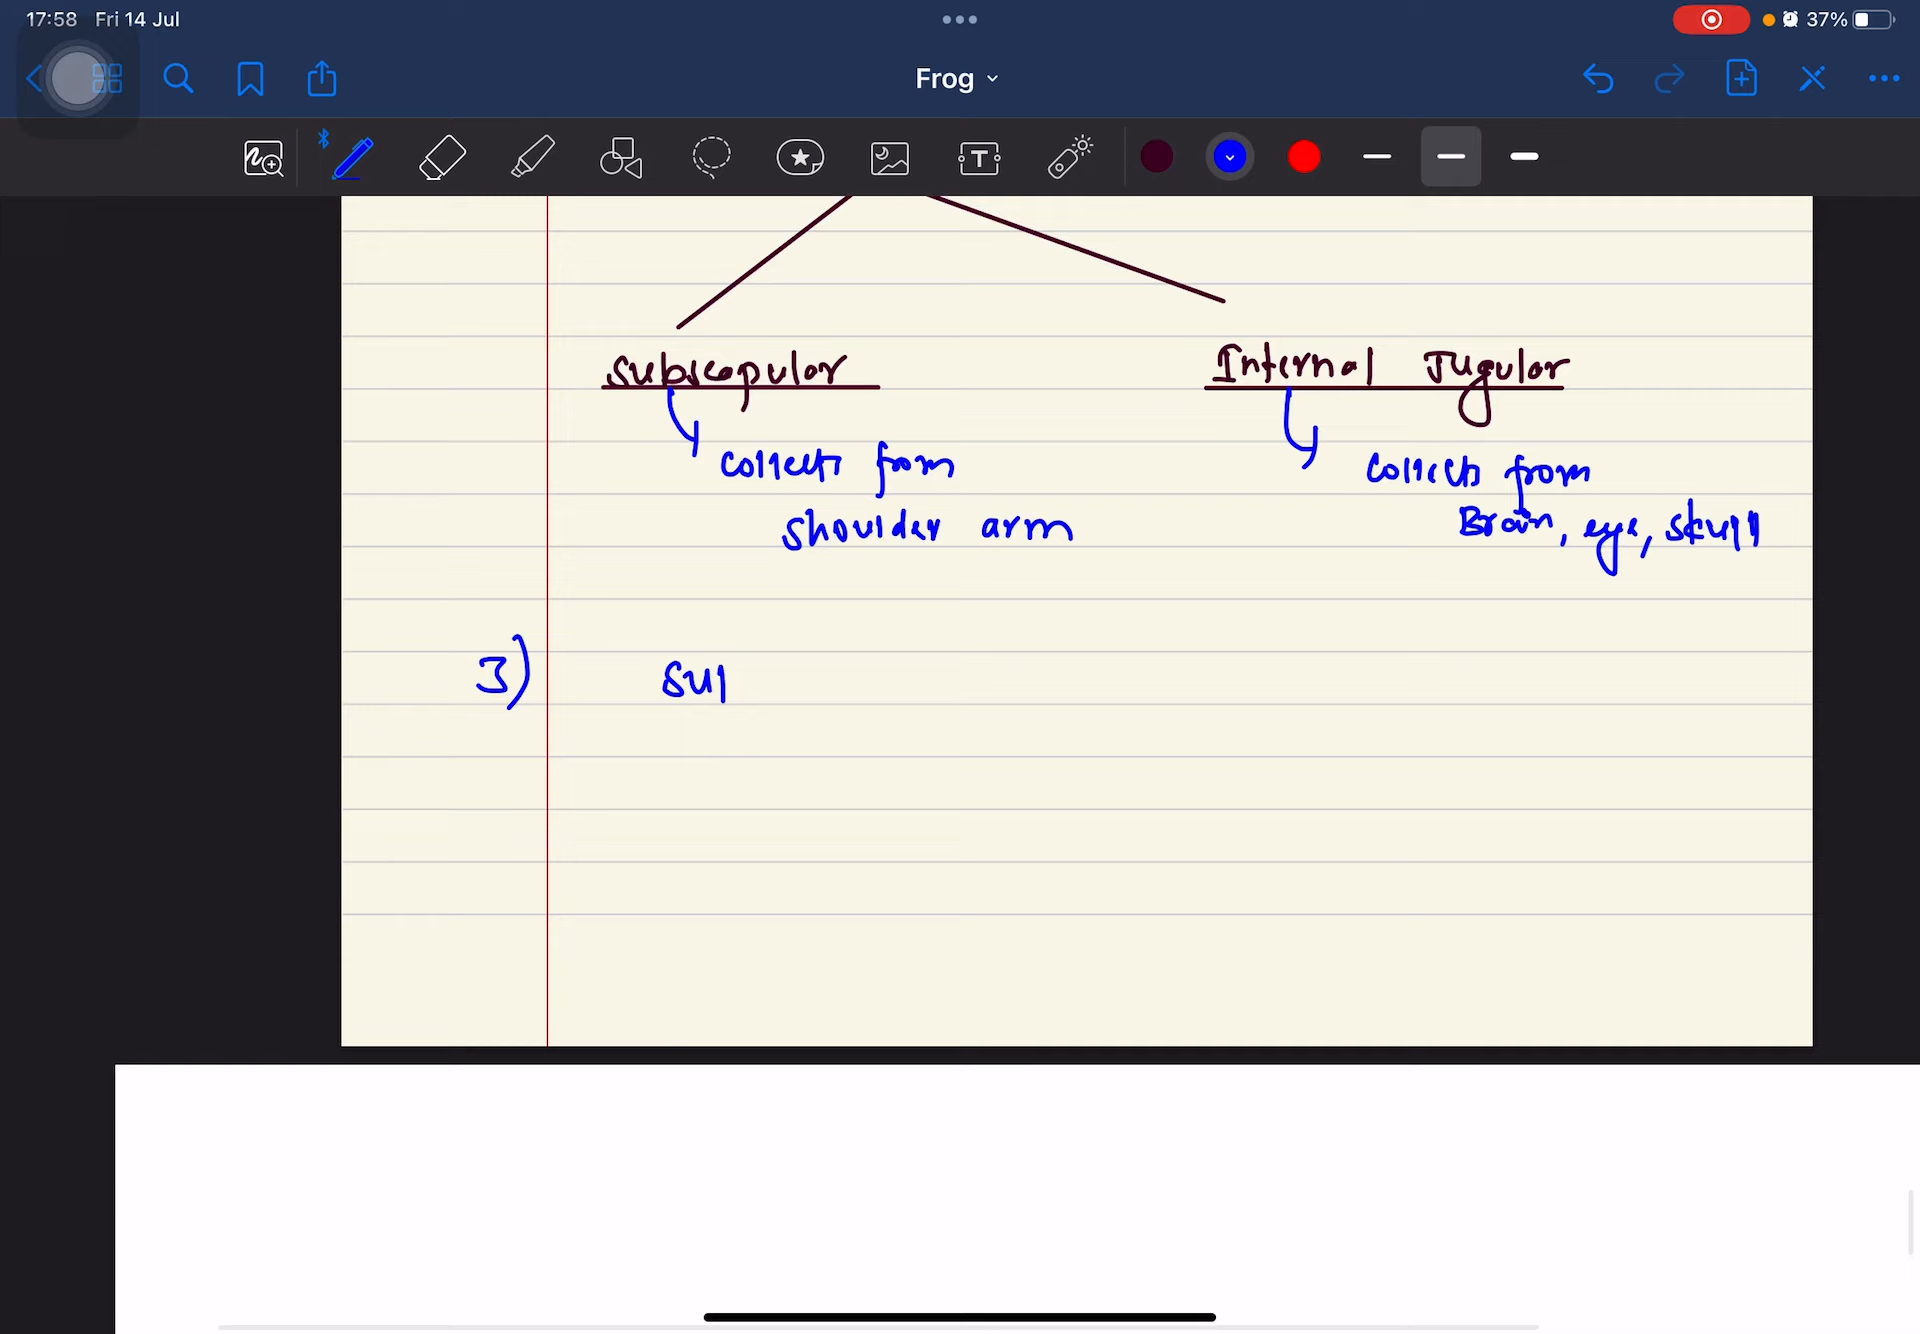 17:58 Fri 14 Jul
37%
Frog
T
Subscapular Internal Jugular
collects from collects from
shoulder arm Brain, eye, skull
3) Su